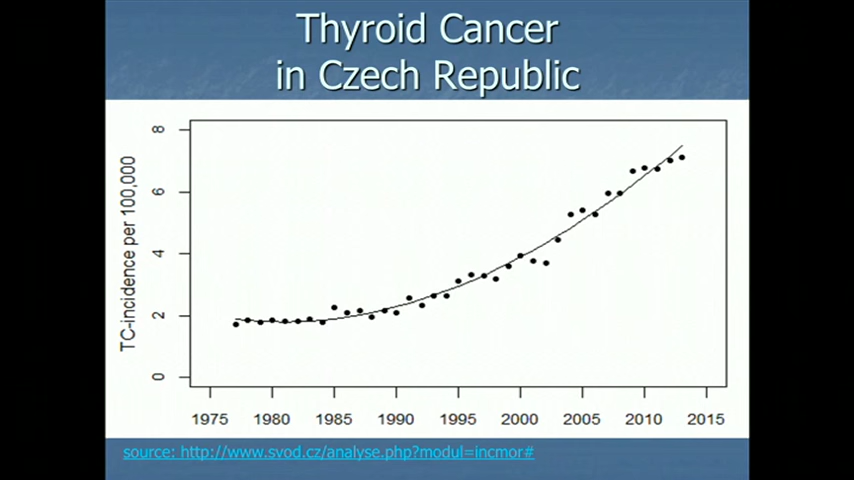 Thyroid Cancer
in Czech Republic
TC-incidence per 100,000
8
6
4
2
0
1975 1980 1985 1990 1995 2000 2005 2010 2015
source: http://www.svod.cz/analyse.php?modul=incmor#